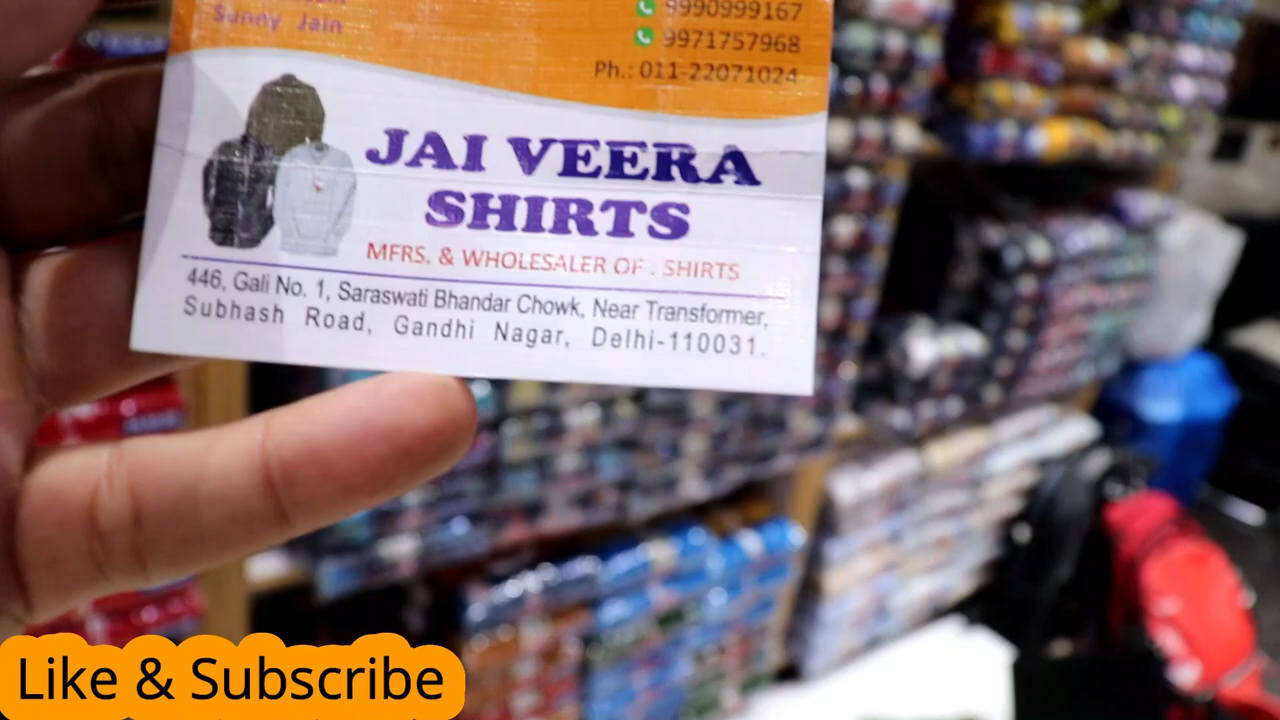 Sunny Jain
9990999167
9971757968
Ph.: 011-22071024
JAI VEERA
SHIRTS
MFRS. & WHOLESALER OF . SHIRTS
446, Gali No. 1, Saraswati Bhandar Chowk, Near Transformer,
Subhash Road, Gandhi Nagar, Delhi-110031.
Like & Subscribe